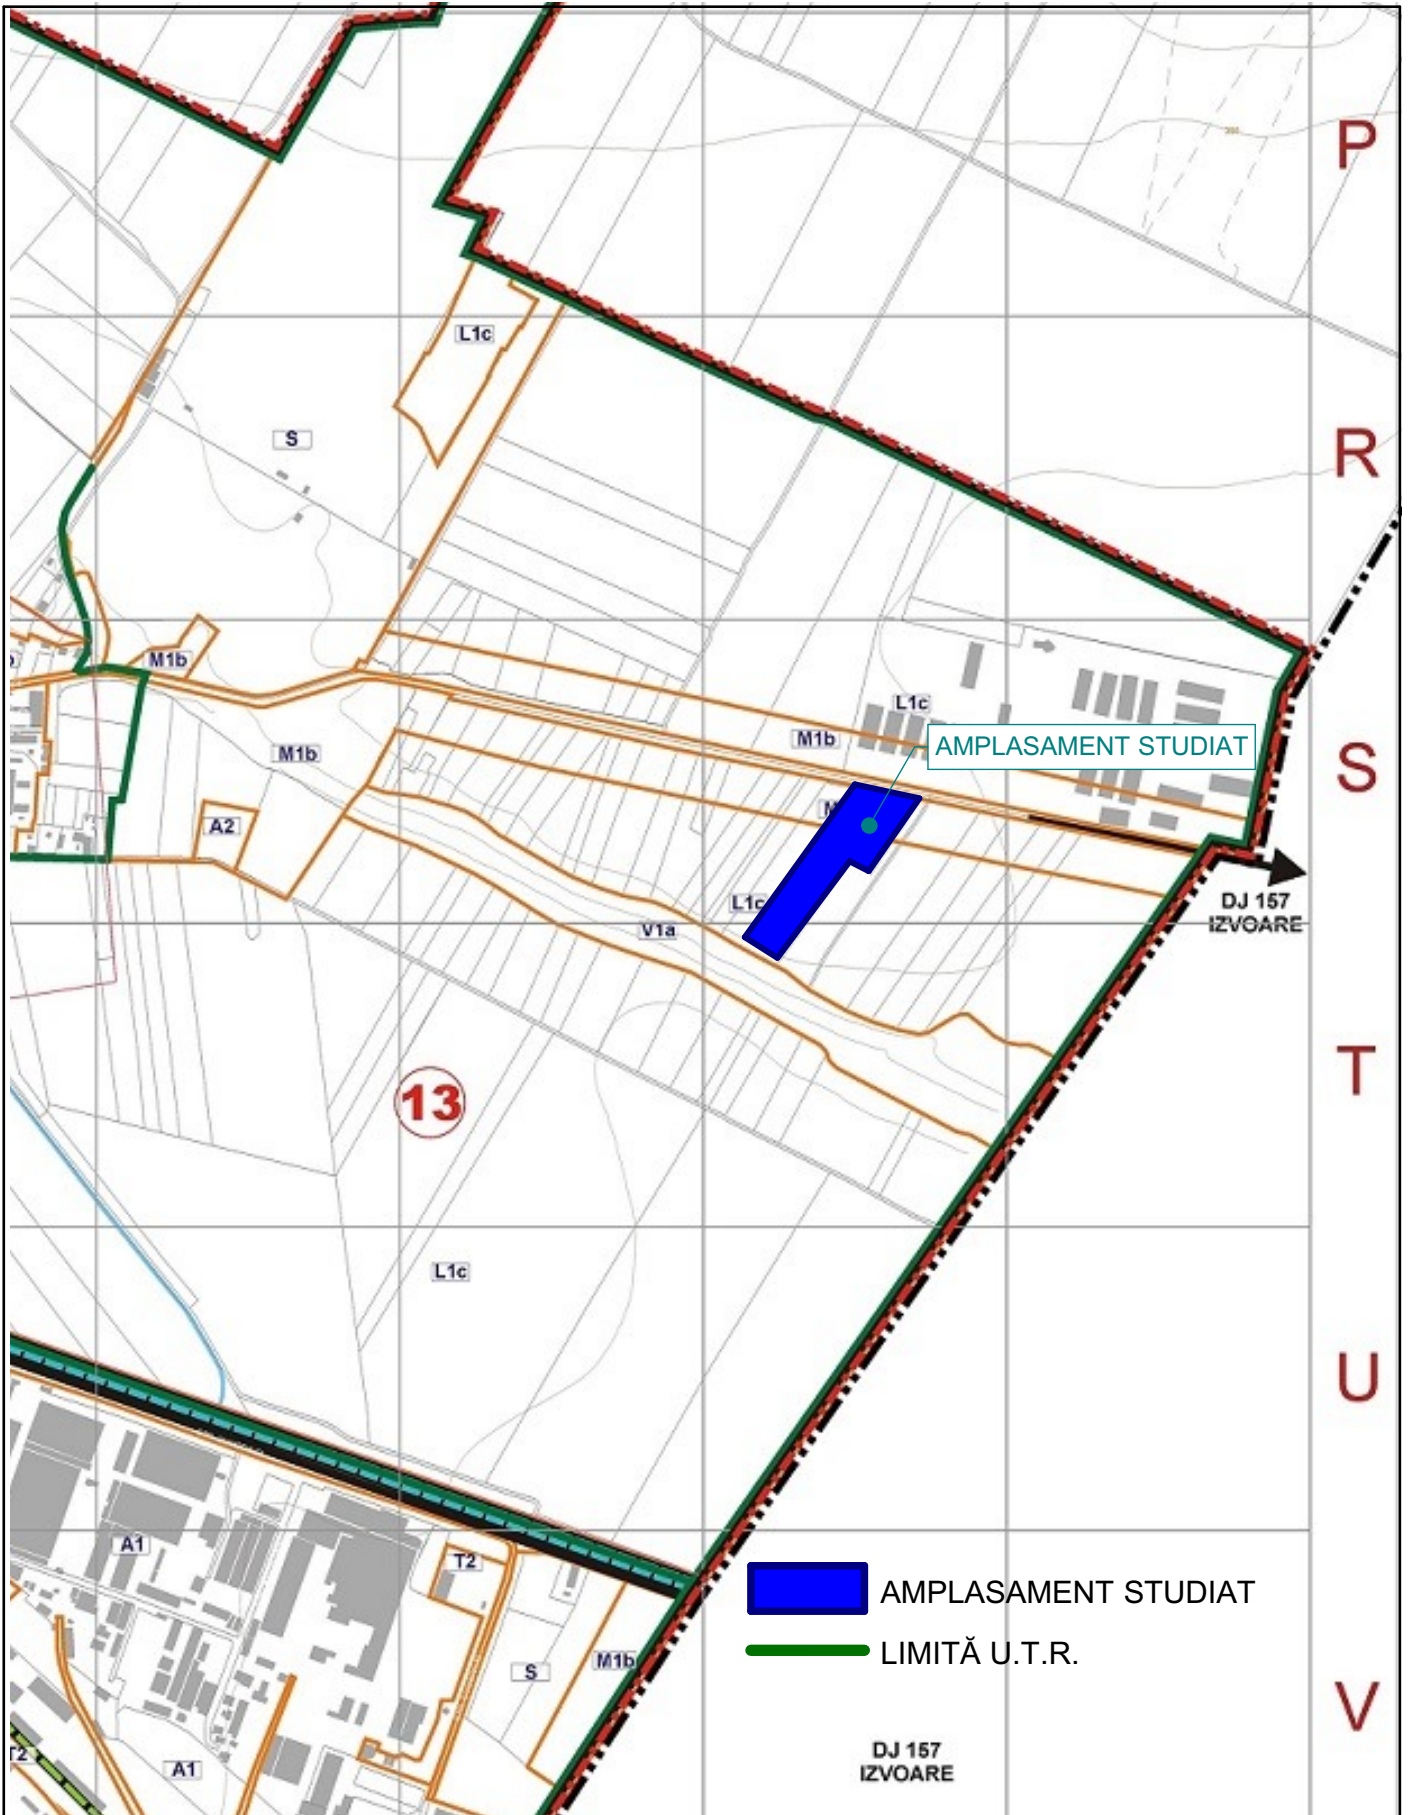 P
L1c
S
R
M1b
L1c
M1b
M1b
AMPLASAMENT STUDIAT
S
A2
L1c
DJ 157
IZVOARE
V1a
13
T
L1c
U
A1
T2
AMPLASAMENT STUDIAT
LIMITĂ U.T.R.
S
M1b
V
T2
A1
DJ 157
IZVOARE